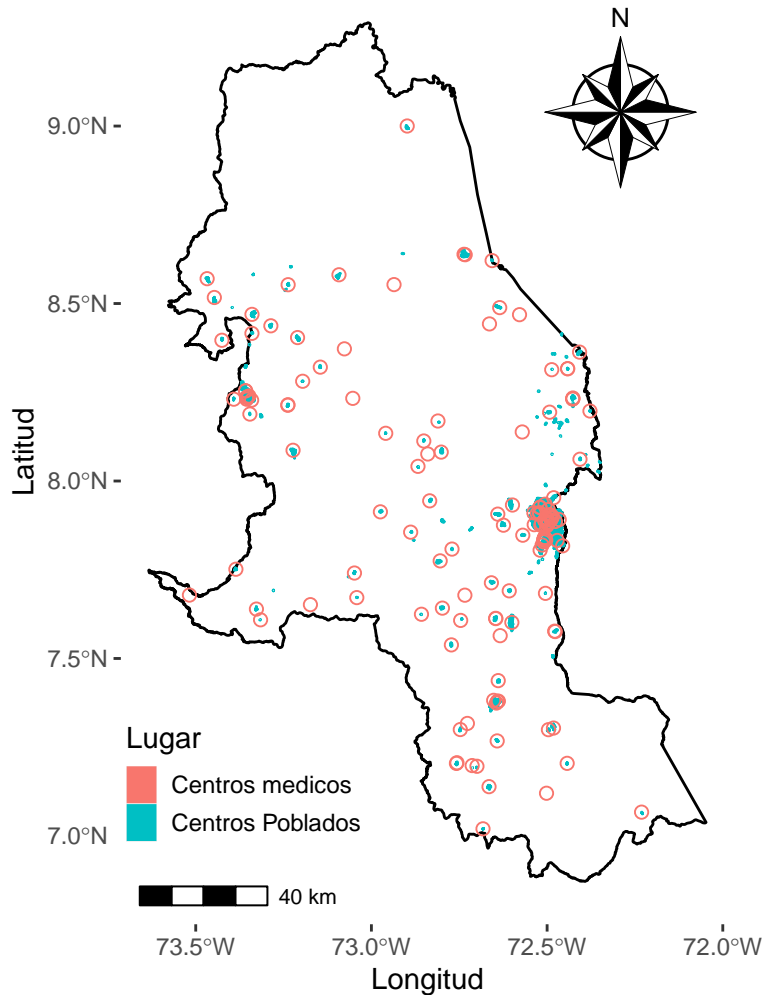 N
9.0°N
8.5°N
8.0°N
7.5°N
7.0°N
Latitud
Lugar
Centros medicos
Centros Poblados
40 km
73.5°W
73.0°W
72.5°W
72.0°W
Longitud